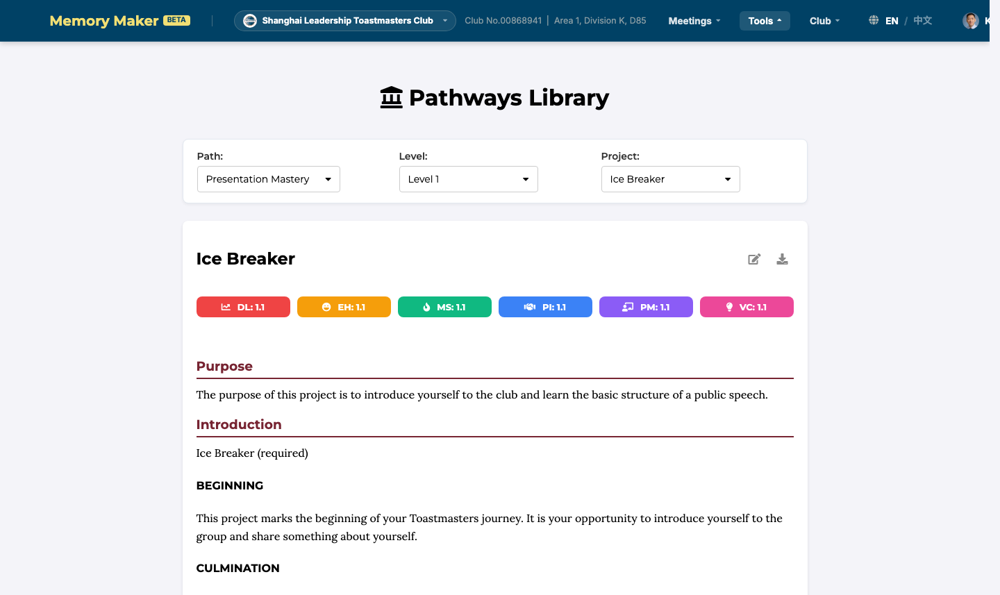 Memory Maker BETA
Shanghai Leadership Toastmasters Club
Club No.00868941 | Area 1, Division K, D85
Meetings
Tools
Club
EN / 中文
K
Pathways Library
Path:
Presentation Mastery
Level:
Level 1
Project:
Ice Breaker
Ice Breaker
DL: 1.1
EH: 1.1
MS: 1.1
PI: 1.1
PM: 1.1
VC: 1.1
Purpose
The purpose of this project is to introduce yourself to the club and learn the basic structure of a public speech.
Introduction
Ice Breaker (required)
BEGINNING
This project marks the beginning of your Toastmasters journey. It is your opportunity to introduce yourself to the
group and share something about yourself.
CULMINATION